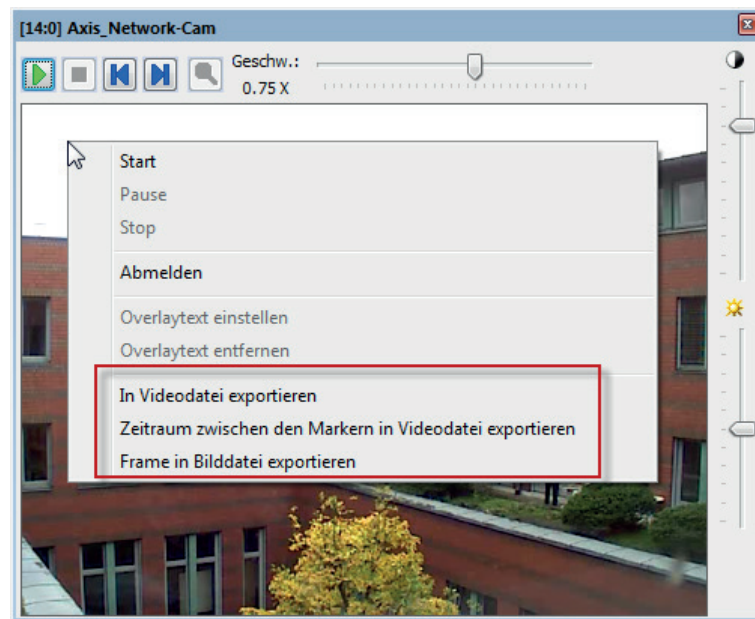 [14:0] Axis_Network-Cam
Geschw.:
0.75 X
Start
Pause
Stop
Abmelden
Overlaytext einstellen
Overlaytext entfernen
In Videodatei exportieren
Zeitraum zwischen den Markern in Videodatei exportieren
Frame in Bilddatei exportieren